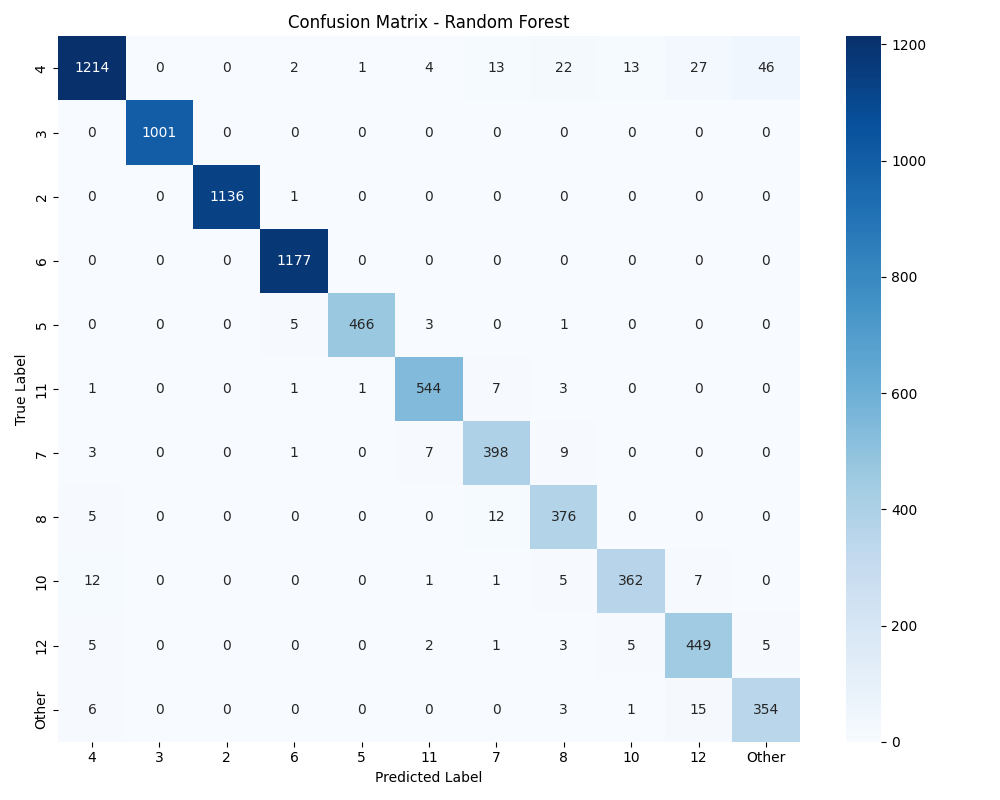 Confusion Matrix - Random Forest
4 1214 0 0 2 1 4 13 22 13 27 46
3 0 1001 0 0 0 0 0 0 0 0 0
2 0 0 1136 1 0 0 0 0 0 0 0
6 0 0 0 1177 0 0 0 0 0 0 0
5 0 0 0 5 466 3 0 1 0 0 0
11 1 0 0 1 1 544 7 3 0 0 0
7 3 0 0 1 0 7 398 9 0 0 0
8 5 0 0 0 0 0 12 376 0 0 0
10 12 0 0 0 0 1 1 5 362 7 0
12 5 0 0 0 0 2 1 3 5 449 5
Other 6 0 0 0 0 0 0 3 1 15 354
4 3 2 6 5 11 7 8 10 12 Other
Predicted Label
True Label
1200
1000
800
600
400
200
0